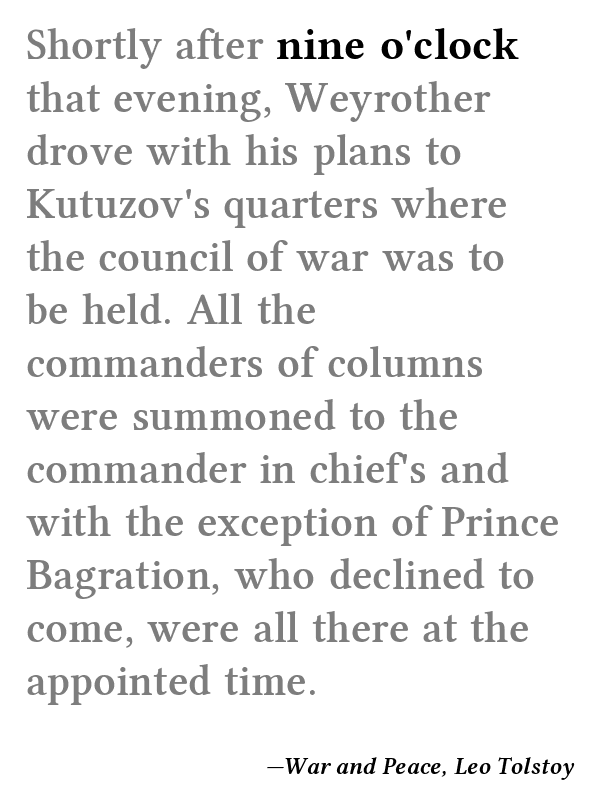 Shortly after nine o'clock
that evening, Weyrother
drove with his plans to
Kutuzov's quarters where
the council of war was to
be held. All the
commanders of columns
were summoned to the
commander in chief's and
with the exception of Prince
Bagration, who declined to
come, were all there at the
appointed time.
—War and Peace, Leo Tolstoy